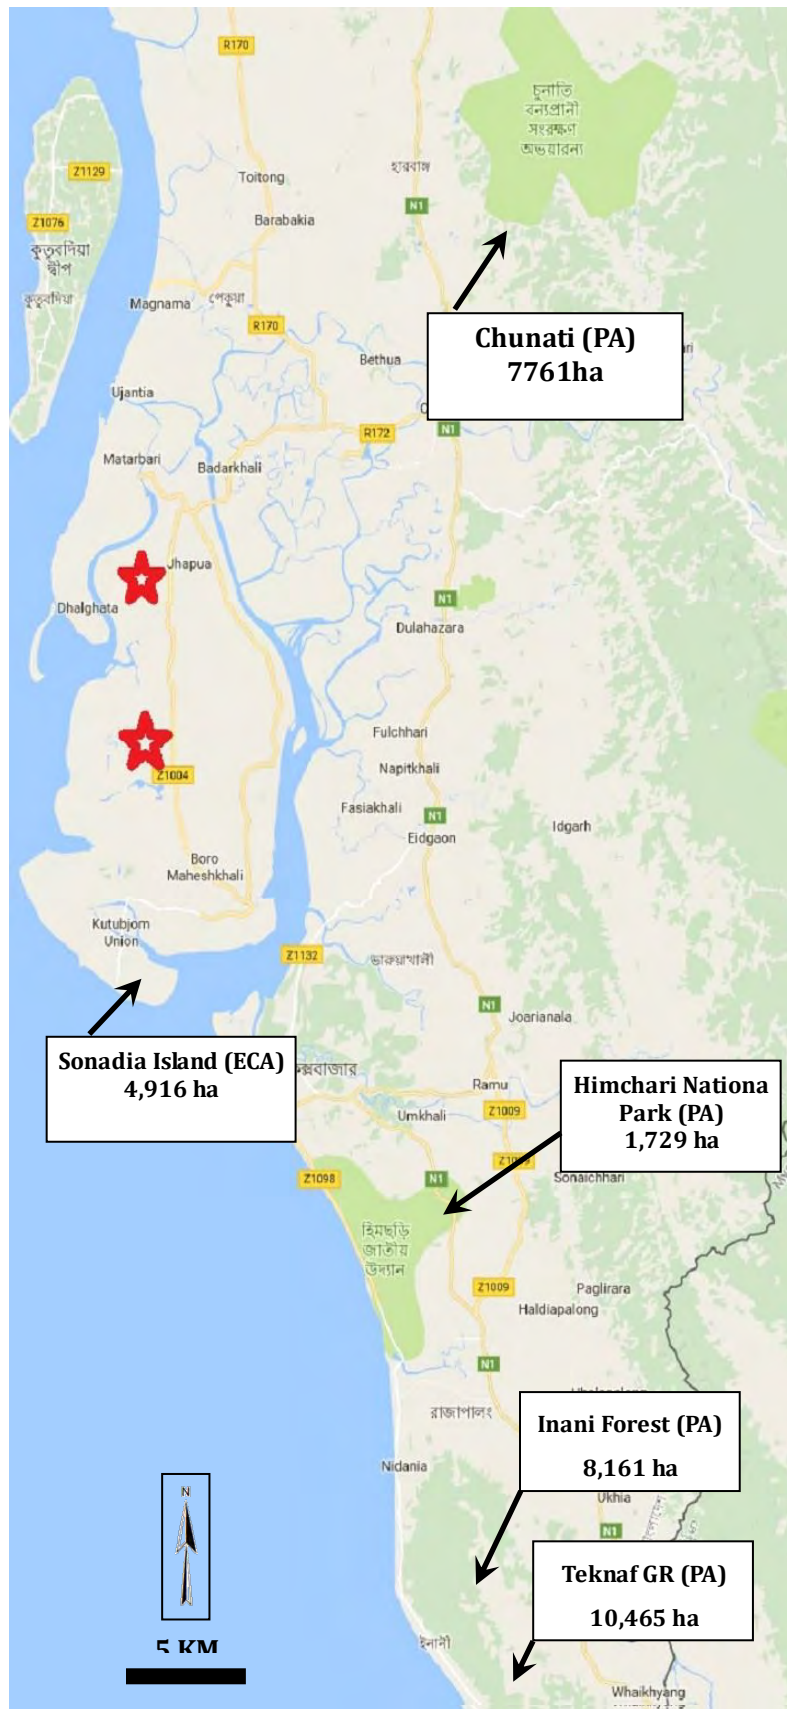 R170
চুনাতি
বন্যপ্রাণী
সংরক্ষণ
অভয়ারন্য
Z1129
Toitong
হারবাঙ্গ
Z1076
Barabakia
N1
কুতুবদিয়া
দ্বীপ
কুতুবদিয়া
Magnama
পেকুয়া
R170
Chunati (PA)
7761ha
Bethua
ari
Ujantia
R172
N1
Matarbari
Badarkhali
Jhapua
Dhalghata
N1
Dulahazara
Fulchhari
Z1004
Napitkhali
Fasiakhali
N1
Eidgaon
Idgarh
Boro
Maheshkhali
Kutubjom
Union
Z1132
N1
Joarianala
Sonadia Island (ECA)
4,916 ha
ক্সবাজার
Ramu
Z1009
Umkhali
Himchari Nationa
Park (PA)
1,729 ha
Z1098
N1
Sonaichhari
হিমছড়ি
জাতীয়
উদ্যান
Z1009
Paglirara
Haldiapalong
N1
রাজাপালং
Inani Forest (PA)
8,161 ha
Nidania
Ukhia
N
N1
Teknaf GR (PA)
10,465 ha
ইনানী
5 KM
Whaikhyang